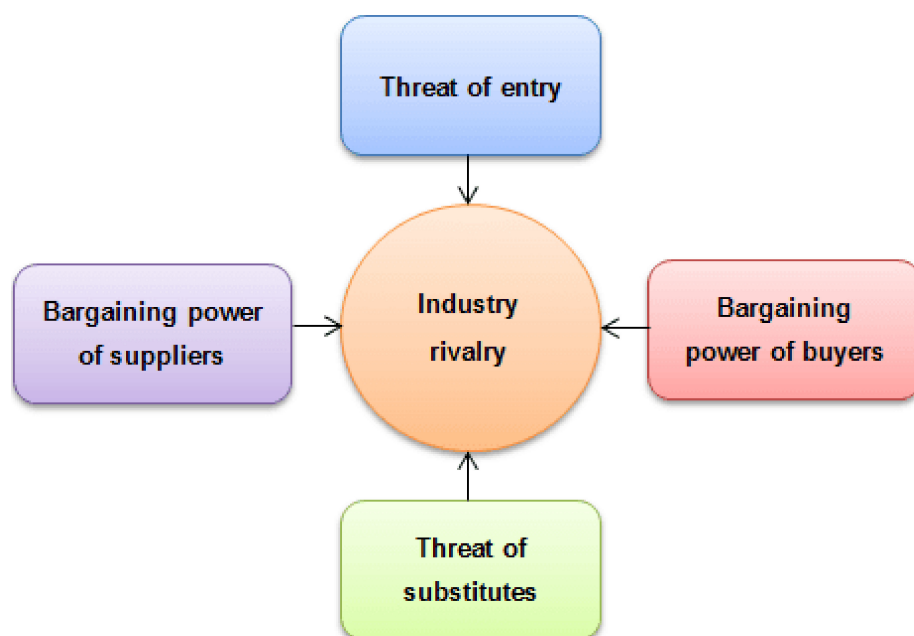 Threat of entry
Bargaining power
of suppliers
Industry
rivalry
Bargaining
power of buyers
Threat of
substitutes